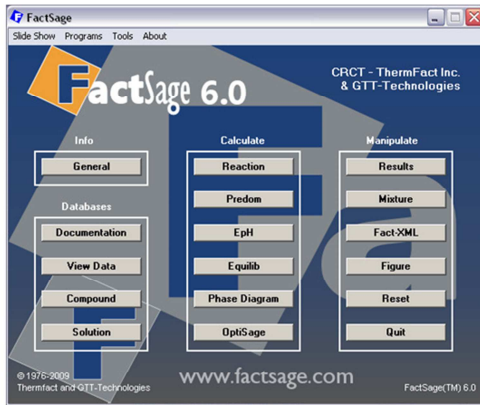 FactSage
Slide Show Programs Tools About
FactSage 6.0
CRCT - ThermFact Inc.
& GTT-Technologies
Info
General
Databases
Documentation
View Data
Compound
Solution
Calculate
Reaction
Predom
EpH
Equilib
Phase Diagram
OptiSage
Manipulate
Results
Mixture
Fact-XML
Figure
Reset
Quit
© 1976-2009
Thermfact and GTT-Technologies
www.factsage.com
FactSage(TM) 6.0